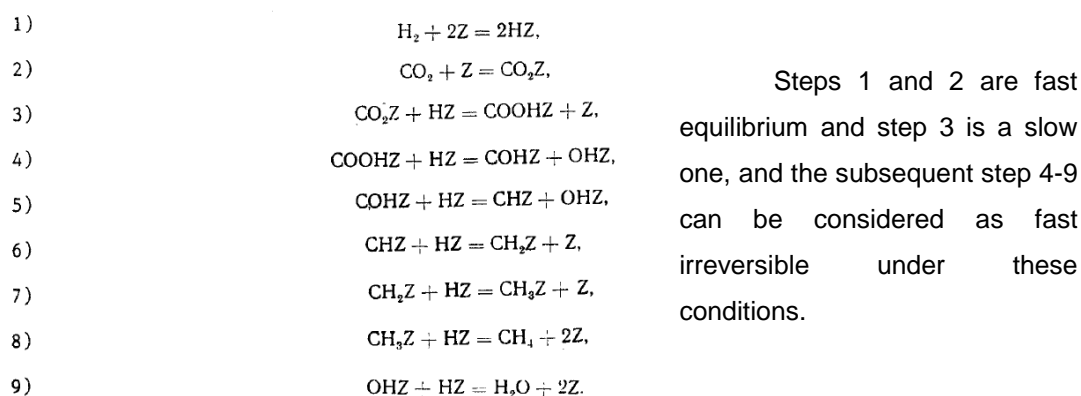 1) H₂ + 2Z = 2HZ,
2) CO₂ + Z = CO₂Z,
3) CO₂Z + HZ = COOHZ + Z,
4) COOHZ + HZ = COHZ + OHZ,
5) COHZ + HZ = CHZ + OHZ,
6) CHZ + HZ = CH₂Z + Z,
7) CH₂Z + HZ = CH₃Z + Z,
8) CH₃Z + HZ = CH₄ + 2Z,
9) OHZ + HZ = H₂O + 2Z.
Steps 1 and 2 are fast
equilibrium and step 3 is a slow
one, and the subsequent step 4-9
can be considered as fast
irreversible under these
conditions.